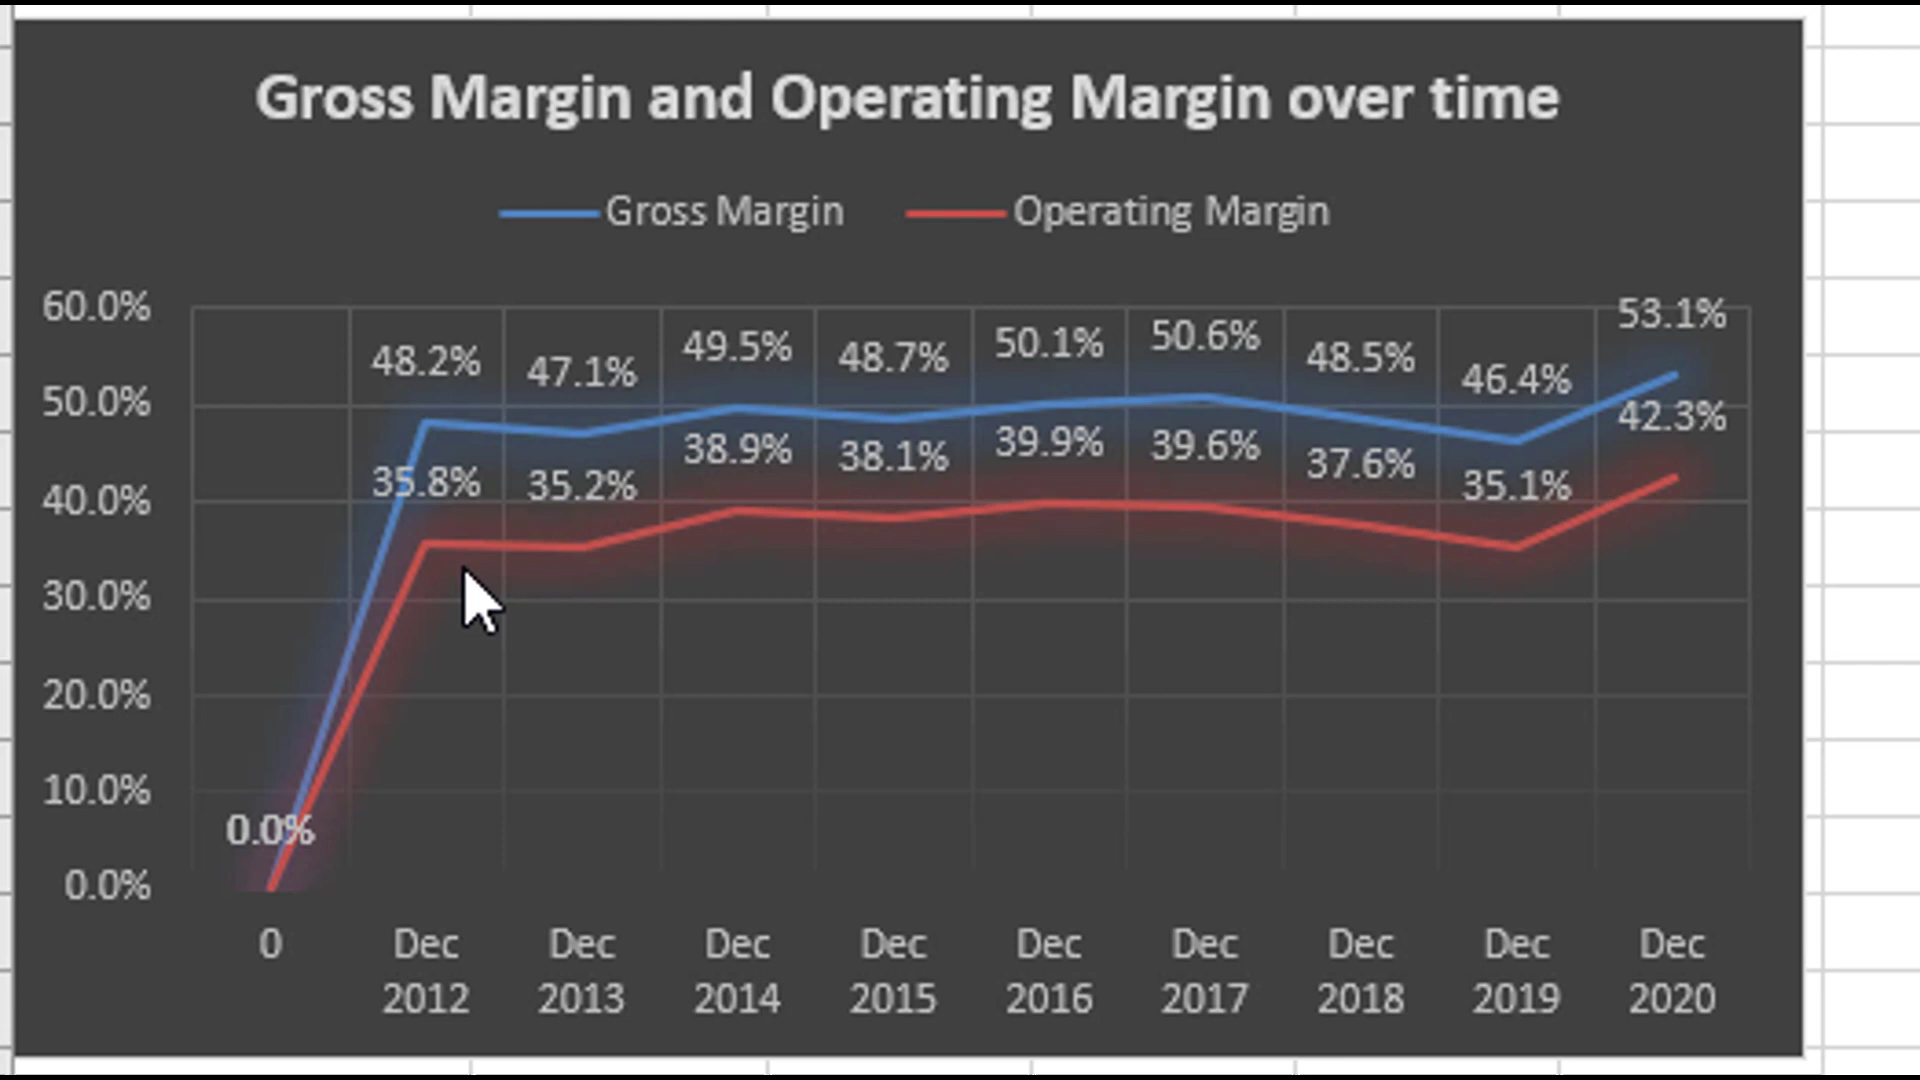 Gross Margin and Operating Margin over time
Gross Margin Operating Margin
60.0%
50.0%
40.0%
30.0%
20.0%
10.0%
0.0%
48.2% 47.1% 49.5% 48.7% 50.1% 50.6% 48.5% 46.4% 53.1%
35.8% 35.2% 38.9% 38.1% 39.9% 39.6% 37.6% 35.1% 42.3%
0.0%
0 Dec Dec Dec Dec Dec Dec Dec Dec Dec
2012 2013 2014 2015 2016 2017 2018 2019 2020